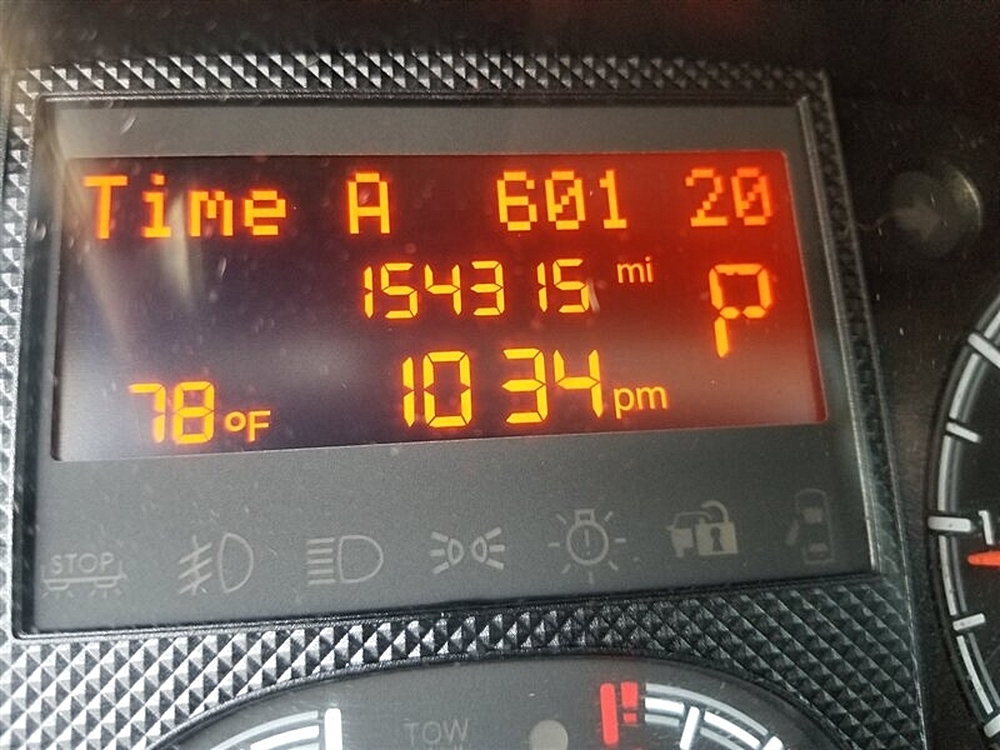 Time A 601 20
154315 mi P
78 °F 10 34 pm
STOP
TOW